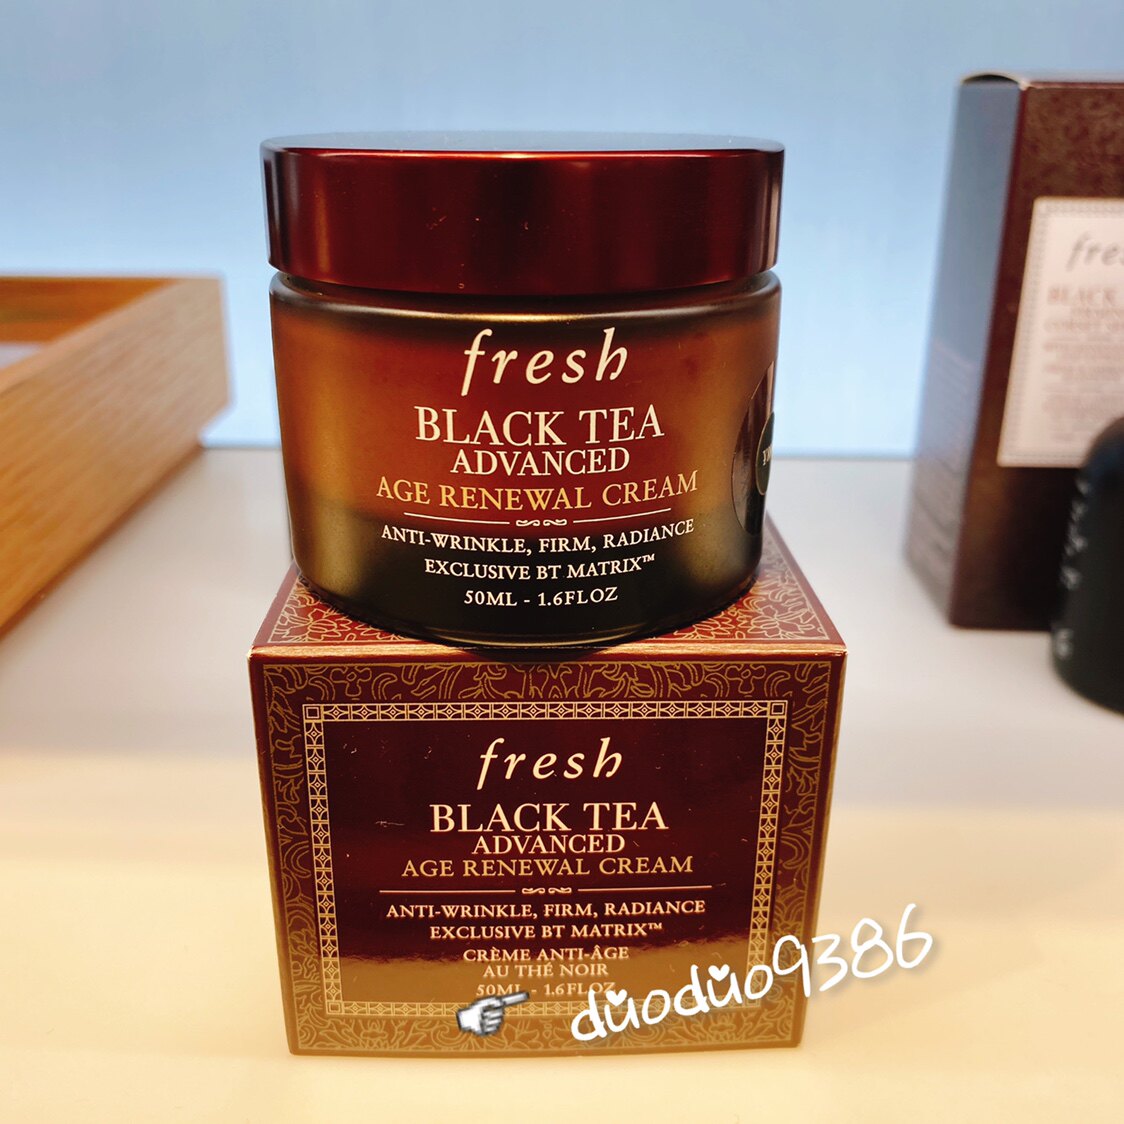 fresh
BLACK TEA
ADVANCED
AGE RENEWAL CREAM
ANTI-WRINKLE, FIRM, RADIANCE
EXCLUSIVE BT MATRIX™
50ML - 1.6FLOZ
fresh
BLACK TEA
ADVANCED
AGE RENEWAL CREAM
ANTI-WRINKLE, FIRM, RADIANCE
EXCLUSIVE BT MATRIX™
CRÈME ANTI-ÂGE
AU THÉ NOIR
50ML - 1.6FLOZ
duoduo9386
BLACK